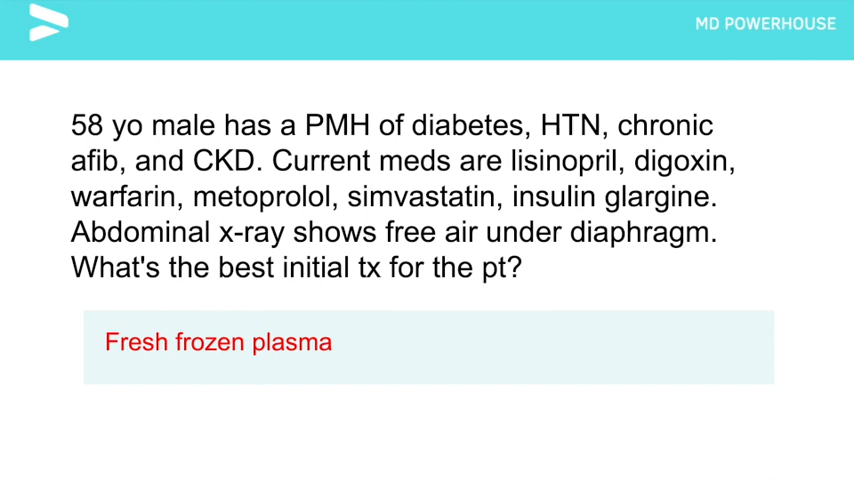 MD POWERHOUSE
58 yo male has a PMH of diabetes, HTN, chronic
afib, and CKD. Current meds are lisinopril, digoxin,
warfarin, metoprolol, simvastatin, insulin glargine.
Abdominal x-ray shows free air under diaphragm.
What's the best initial tx for the pt?
Fresh frozen plasma